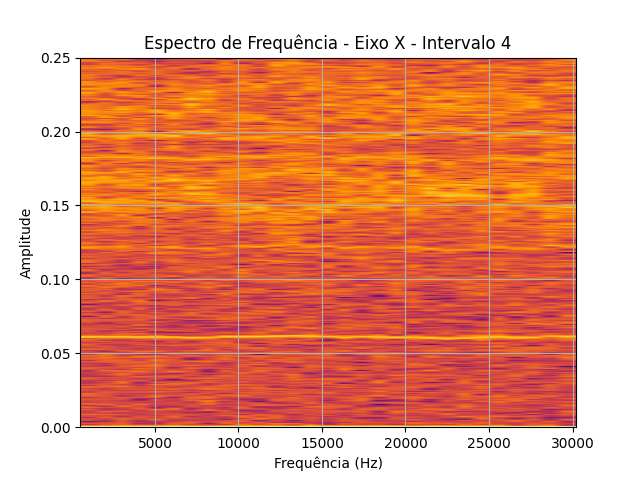 Espectro de Frequência - Eixo X - Intervalo 4
0.25
0.20
0.15
0.10
0.05
0.00
Amplitude
5000 10000 15000 20000 25000 30000
Frequência (Hz)